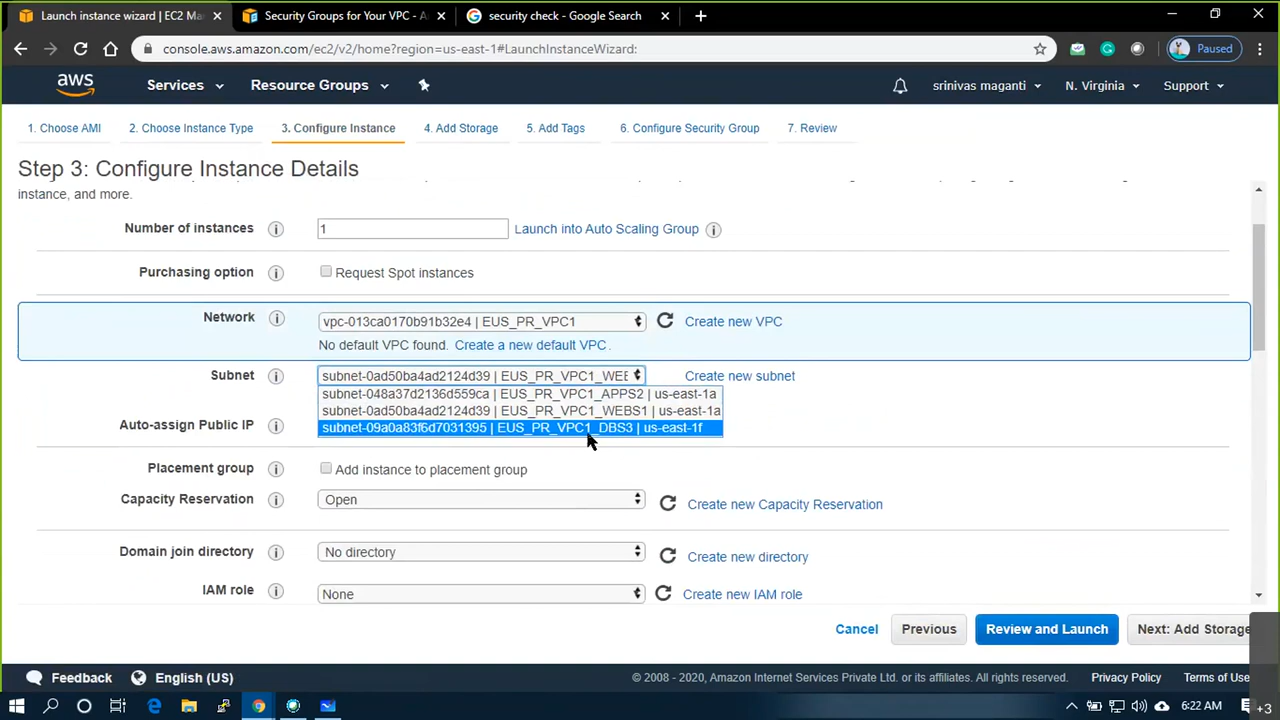 Launch instance wizard | EC2 Ma
Security Groups for Your VPC - A
security check - Google Search
console.aws.amazon.com/ec2/v2/home?region=us-east-1#LaunchInstanceWizard:
Paused
aws
Services
Resource Groups
srinivas maganti
N. Virginia
Support
1. Choose AMI
2. Choose Instance Type
3. Configure Instance
4. Add Storage
5. Add Tags
6. Configure Security Group
7. Review
Step 3: Configure Instance Details
instance, and more.
Number of instances
1
Launch into Auto Scaling Group
Purchasing option
Request Spot instances
Network
vpc-013ca0170b91b32e4 | EUS_PR_VPC1
Create new VPC
No default VPC found. Create a new default VPC.
Subnet
subnet-0ad50ba4ad2124d39 | EUS_PR_VPC1_WEE
Create new subnet
subnet-048a37d2136d559ca | EUS_PR_VPC1_APPS2 | us-east-1a
subnet-0ad50ba4ad2124d39 | EUS_PR_VPC1_WEBS1 | us-east-1a
subnet-09a0a83f6d7031395 | EUS_PR_VPC1_DBS3 | us-east-1f
Auto-assign Public IP
Placement group
Add instance to placement group
Capacity Reservation
Open
Create new Capacity Reservation
Domain join directory
No directory
Create new directory
IAM role
None
Create new IAM role
Cancel
Previous
Review and Launch
Next: Add Storage
Feedback
English (US)
© 2008 - 2020, Amazon Internet Services Private Ltd. or its affiliates. All rights reserved.
Privacy Policy
Terms of Use
6:22 AM
+3